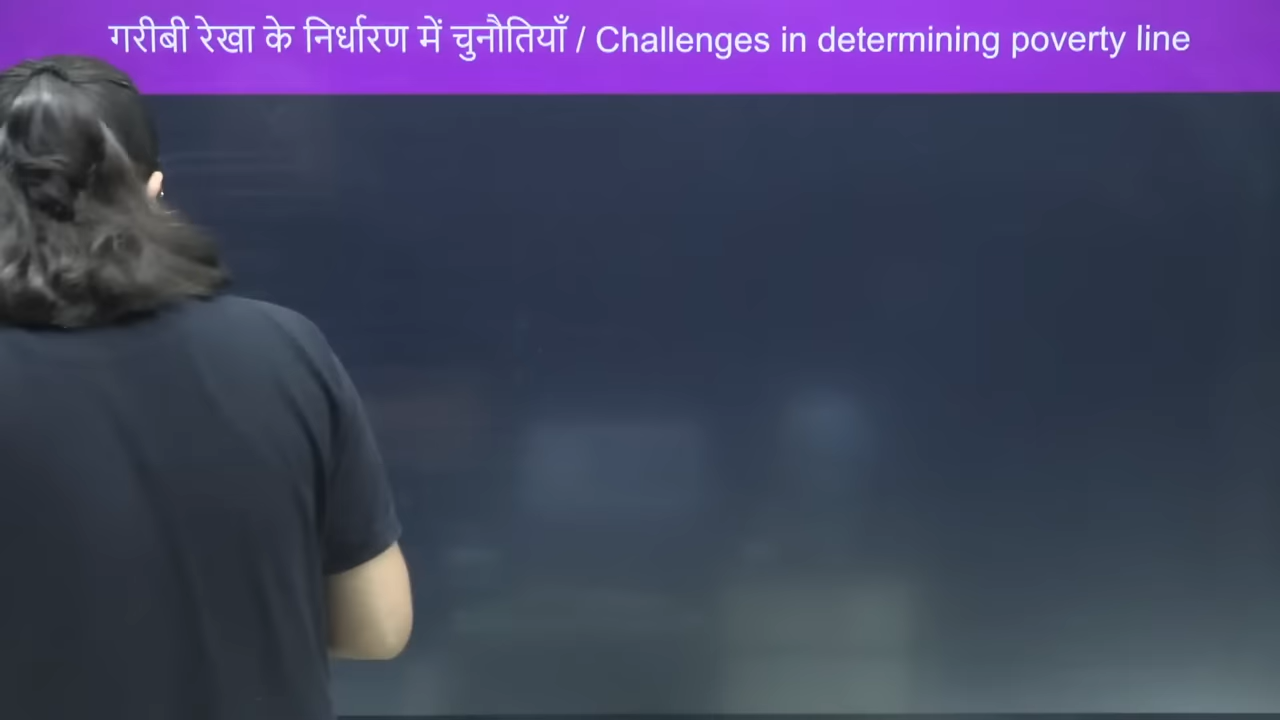 गरीबी रेखा के निर्धारण में चुनौतियाँ / Challenges in determining poverty line